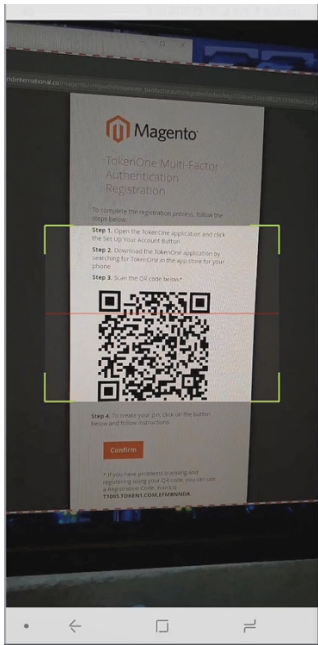 Magento
TokenOne Multi-Factor
Authentication
Registration
To complete the registration process, follow the
steps below.
Step 1. Open the TokenOne application and click
the Set Up Your Account Button
Step 2. Download the TokenOne application by
searching for TokenOne in the app store for your
phone
Step 3. Scan the QR code below.*
Step 4. To create your pin, click on the button
below and follow instructions
Confirm
* If you have problems scanning and
registering using your QR code, you can use
a Registration Code. Yours is